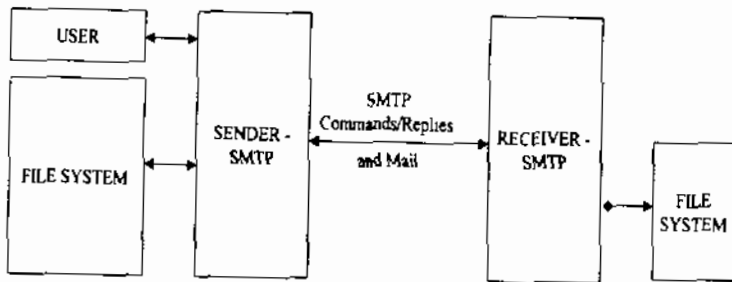 USER
FILE SYSTEM
SENDER -
SMTP
SMTP
Commands/Replies
and Mail
RECEIVER -
SMTP
FILE
SYSTEM